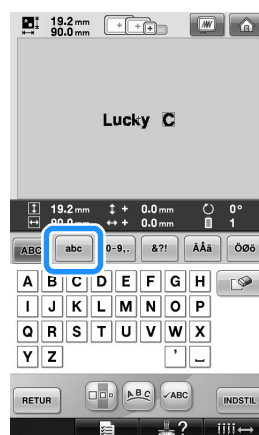 19.2 mm
90.0 mm
Lucky C
19.2 mm + 0.0 mm 0°
90.0 mm + 0.0 mm 1
ABC abc 0-9,. &?! ÄÅä ÖØö
A B C D E F G H
I J K L M N O P
Q R S T U V W X
Y Z ' _
RETUR ABC ✓ABC INDSTIL
?